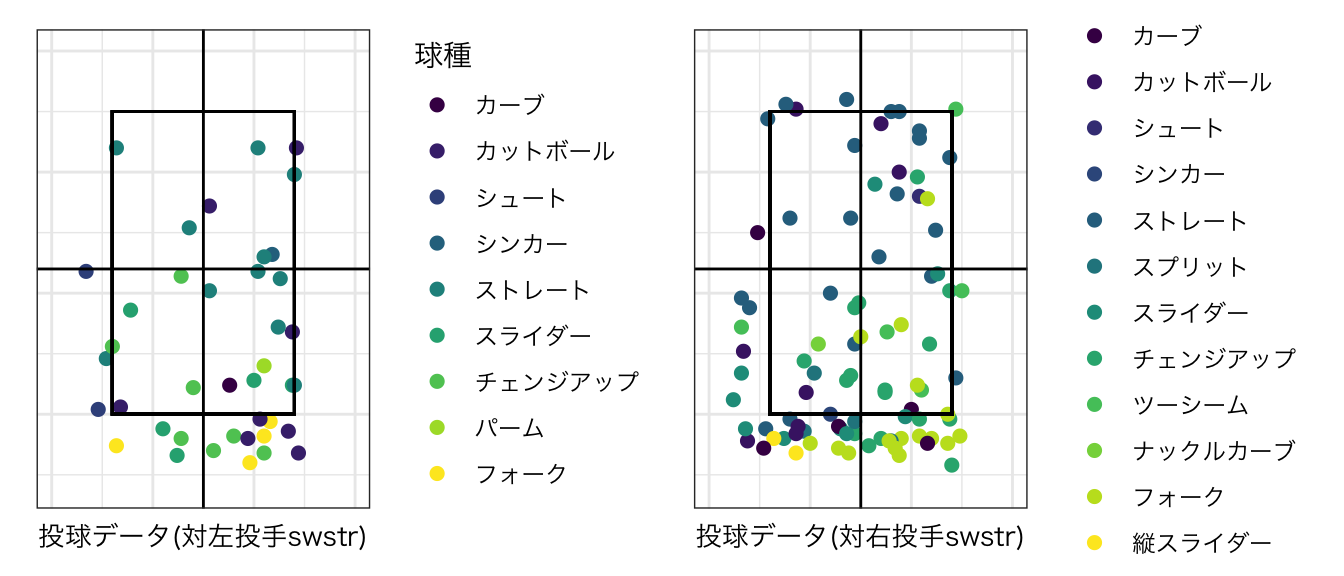 球種
カーブ
カットボール
シュート
シンカー
ストレート
スライダー
チェンジアップ
パーム
フォーク
投球データ(対左投手swstr)
カーブ
カットボール
シュート
シンカー
ストレート
スプリット
スライダー
チェンジアップ
ツーシーム
ナックルカーブ
フォーク
縦スライダー
投球データ(対右投手swstr)